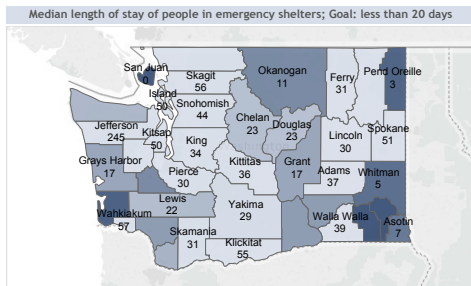 Median length of stay of people in emergency shelters; Goal: less than 20 days
San Juan
0
Skagit
56
Okanogan
11
Ferry
31
Pend Oreille
3
Island
50
Snohomish
44
Chelan
23
Douglas
23
Jefferson
245
Kitsap
50
King
34
Lincoln
30
Spokane
51
Grays Harbor
17
Kittitas
36
Grant
17
Adams
37
Whitman
5
Pierce
30
Lewis
22
Yakima
29
Wahkiakum
57
Walla Walla
39
Asotin
7
Skamania
31
Klickitat
55